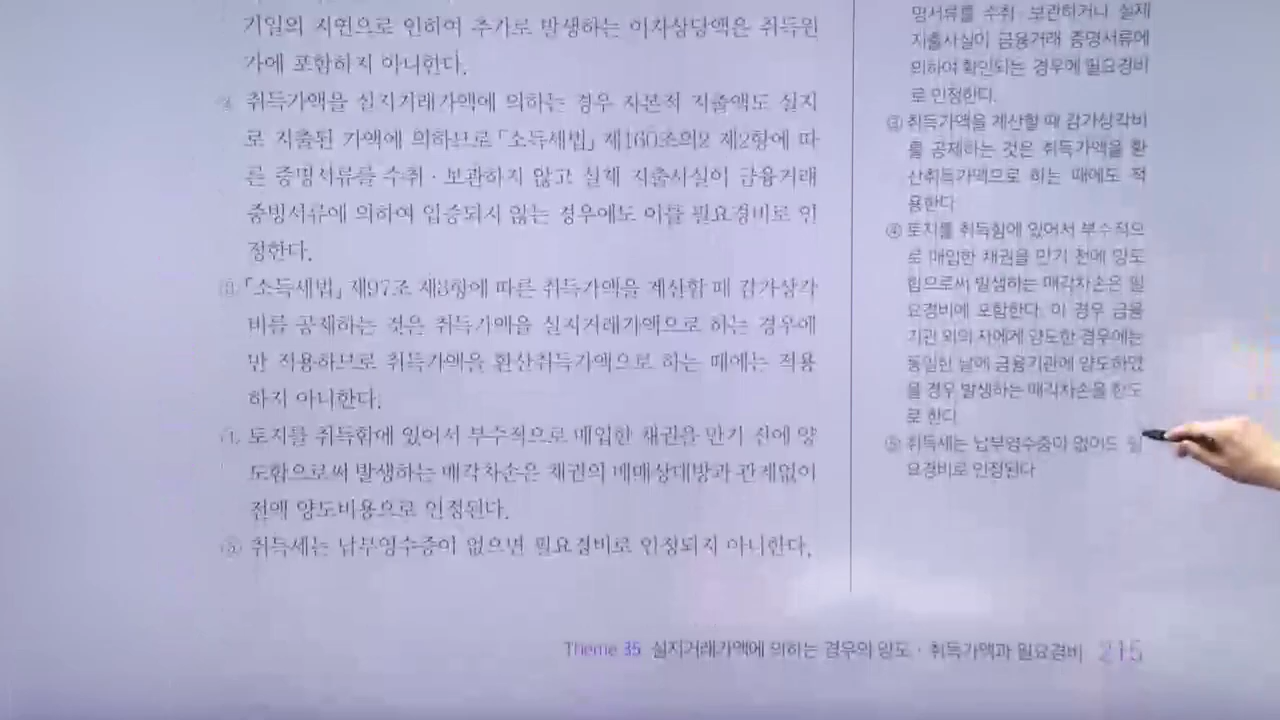 기일의 지연으로 인하여 추가로 발생하는 이자상당액은 취득원
가에 포함하지 아니한다.
② 취득가액을 실지거래가액에 의하는 경우 자본적 지출액도 실지
로 지출된 가액에 의하므로 「소득세법」 제160조의2 제2항에 따
른 증명서류를 수취·보관하지 않고 실제 지출사실이 금융거래
증빙서류에 의하여 입증되지 않는 경우에도 이를 필요경비로 인
정한다.
③ 「소득세법」 제97조 제3항에 따른 취득가액을 계산할 때 감가상각
비를 공제하는 것은 취득가액을 실지거래가액으로 하는 경우에
만 적용하므로 취득가액을 환산취득가액으로 하는 때에는 적용
하지 아니한다.
④ 토지를 취득함에 있어서 부수적으로 매입한 채권을 만기 전에 양
도함으로써 발생하는 매각차손은 채권의 매매상대방과 관계없이
전액 양도비용으로 인정된다.
⑤ 취득세는 납부영수증이 없으면 필요경비로 인정되지 아니한다.
명서류를 수취·보관하거나 실제
지출사실이 금융거래 증명서류에
의하여 확인되는 경우에 필요경비
로 인정한다.
③ 취득가액을 계산할 때 감가상각비
를 공제하는 것은 취득가액을 환
산취득가액으로 하는 때에도 적
용한다
④ 토지를 취득함에 있어서 부수적으
로 매입한 채권을 만기 전에 양도
함으로써 발생하는 매각차손은 필
요경비에 포함한다. 이 경우 금융
기관 외의 자에게 양도한 경우에는
동일한 날에 금융기관에 양도하였
을 경우 발생하는 매각차손을 한도
로 한다
⑤ 취득세는 납부영수증이 없어도 필
요경비로 인정된다
Theme 35 실지거래가액에 의하는 경우의 양도·취득가액과 필요경비 215